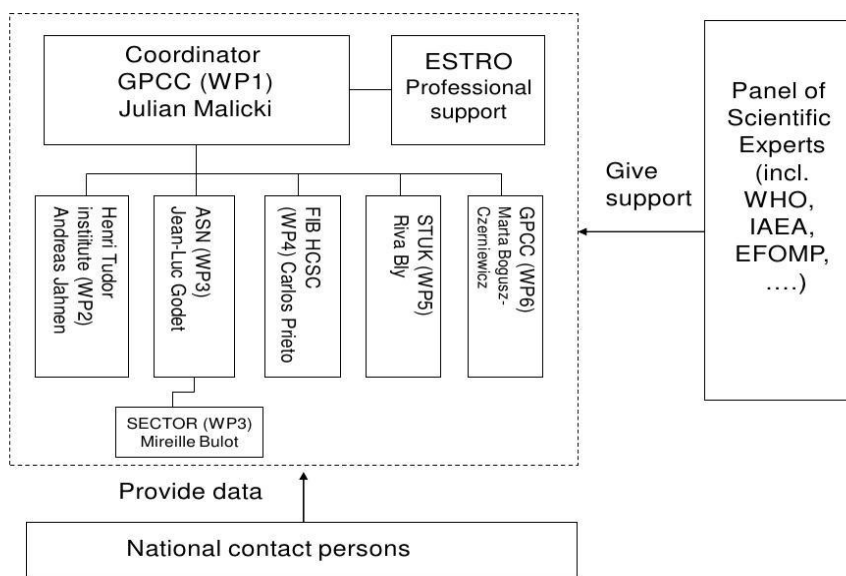 Coordinator
GPCC (WP1)
Julian Malicki
ESTRO
Professional
support
Panel of
Scientific
Experts
(incl.
WHO,
IAEA,
EFOMP,
....)
Give
support
Henri Tudor
instiitute (WP2)
Andreas Jahnen
ASN (WP3)
Jean-Luc Godet
FIB HCSC
(WP4) Carlos Prieto
STUK (WP5)
Riva Bly
GPCC (WP6)
Marta Bogusz-
Czerniewicz
SECTOR (WP3)
Mireille Bulot
Provide data
National contact persons